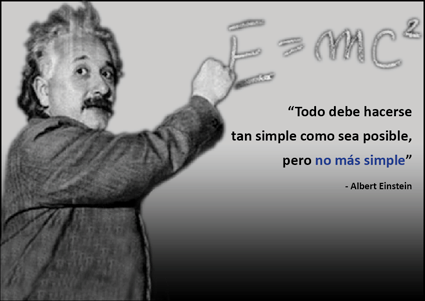 E = mc²
“Todo debe hacerse
tan simple como sea posible,
pero no más simple”
- Albert Einstein